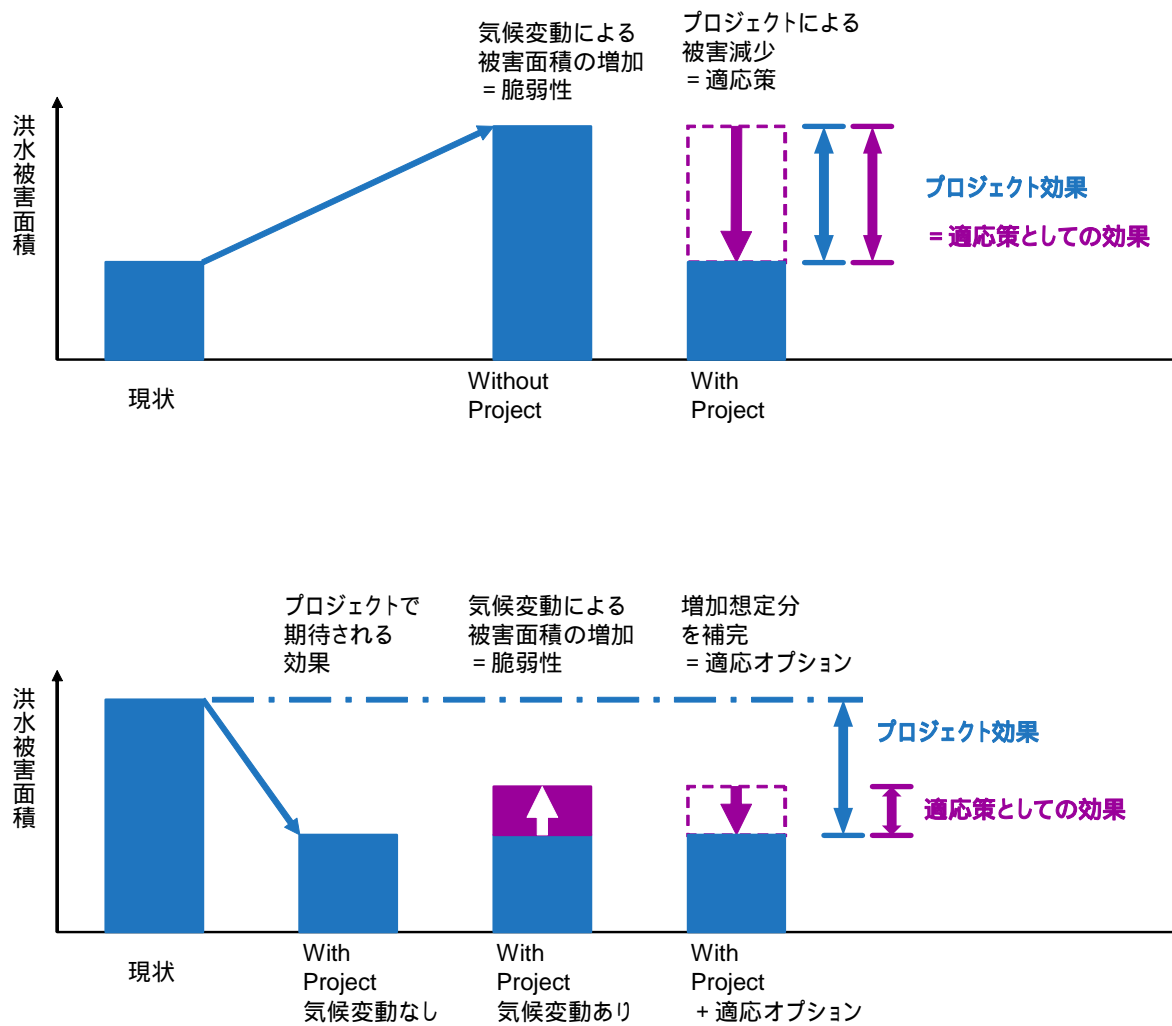 気候変動による
被害面積の増加
= 脆弱性
プロジェクトによる
被害減少
= 適応策
洪水被害面積
プロジェクト効果
= 適応策としての効果
現状
Without
Project
With
Project
プロジェクトで
期待される
効果
気候変動による
被害面積の増加
= 脆弱性
増加想定分
を補完
= 適応オプション
洪水被害面積
プロジェクト効果
適応策としての効果
現状
With
Project
気候変動なし
With
Project
気候変動あり
With
Project
+ 適応オプション